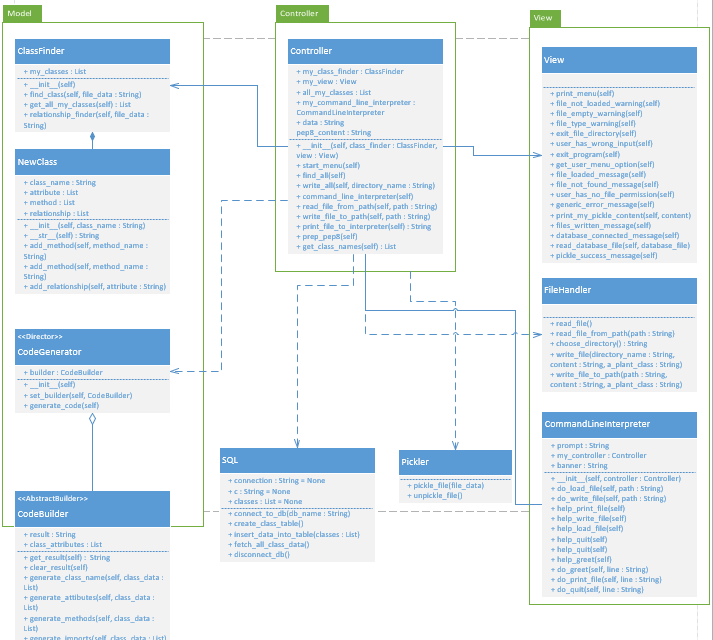 Model
ClassFinder
+ my_classes : List
+ __init__(self)
+ find_class(self, file_data : String)
+ get_all_my_classes(self) : List
+ relationship_finder(self, file_data :
String)
NewClass
+ class_name : String
+ attribute : List
+ method : List
+ relationship : List
+ __init__(self, class_name : String)
+ __str__(self) : String
+ add_method(self, method_name :
String)
+ add_method(self, method_name :
String)
+ add_relationship(self, attribute : String)
<<Director>>
CodeGenerator
+ builder : CodeBuilder
+ __init__(self)
+ set_builder(self, CodeBuilder)
+ generate_code(self)
<<AbstractBuilder>>
CodeBuilder
+ result : String
+ class_attributes : List
+ get_result(self) : String
+ clear_result(self)
+ generate_class_name(self, class_data :
List)
+ generate_attibutes(self, class_data :
List)
+ generate_methods(self, class_data :
List)
+ generate_imports(self, class_data : List)
Controller
Controller
+ my_class_finder : ClassFinder
+ my_view : View
+ all_my_classes : List
+ my_command_line_interpreter :
CommandLineInterpreter
+ data : String
pep8_content : String
+ __init__(self, class_finder : ClassFinder,
view : View)
+ start_menu(self)
+ find_all(self)
+ write_all(self, directory_name : String)
+ command_line_interpreter(self)
+ read_file_from_path(self, path : String)
+ write_file_to_path(self, path : String)
+ print_file_to_interpreter(self) : String
+ prep_pep8(self)
+ get_class_names(self) : List
SQL
+ connection : String = None
+ c : String = None
+ classes : List = None
+ connect_to_db(db_name : String)
+ create_class_table()
+ insert_data_into_table(classes : List)
+ fetch_all_class_data()
+ disconnect_db()
Pickler
+ pickle_file(file_data)
+ unpickle_file()
View
View
+ print_menu(self)
+ file_not_loaded_warning(self)
+ file_empty_warning(self)
+ file_type_warning(self)
+ exit_file_directory(self)
+ user_has_wrong_input(self)
+ exit_program(self)
+ get_user_menu_option(self)
+ file_loaded_message(self)
+ file_not_found_message(self)
+ user_has_no_file_permission(self)
+ generic_error_message(self)
+ print_my_pickle_content(self, content)
+ files_written_message(self)
+ database_connected_message(self)
+ read_database_file(self, database_file)
+ pickle_success_message(self)
FileHandler
+ read_file()
+ read_file_from_path(path : String)
+ choose_directory() : String
+ write_file(directory_name : String,
content : String, a_plant_class : String)
+ write_file_to_path(path : String,
content : String, a_plant_class : String)
CommandLineInterpreter
+ prompt : String
+ my_controller : Controller
+ banner : String
+ __init__(self, controller : Controller)
+ do_load_file(self, path : String)
+ do_write_file(self, path : String)
+ help_print_file(self)
+ help_write_file(self)
+ help_load_file(self)
+ help_quit(self)
+ help_quit(self)
+ help_greet(self)
+ do_greet(self, line : String)
+ do_print_file(self, line : String)
+ do_quit(self, line : String)